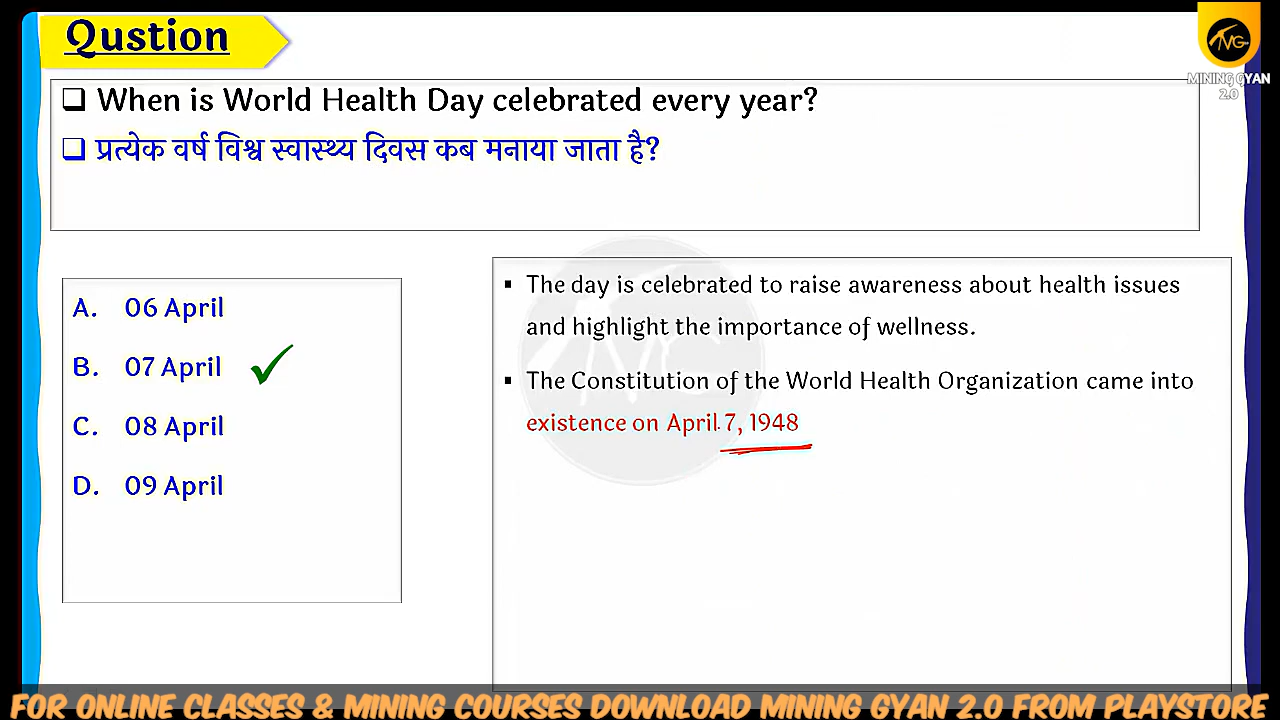 Qustion
MINING GYAN
2.0
❑ When is World Health Day celebrated every year?
❑ प्रत्येक वर्ष विश्व स्वास्थ्य दिवस कब मनाया जाता है?
A. 06 April
B. 07 April
C. 08 April
D. 09 April
▪ The day is celebrated to raise awareness about health issues
and highlight the importance of wellness.
▪ The Constitution of the World Health Organization came into
existence on April 7, 1948
FOR ONLINE CLASSES & MINING COURSES DOWNLOAD MINING GYAN 2.0 FROM PLAYSTORE